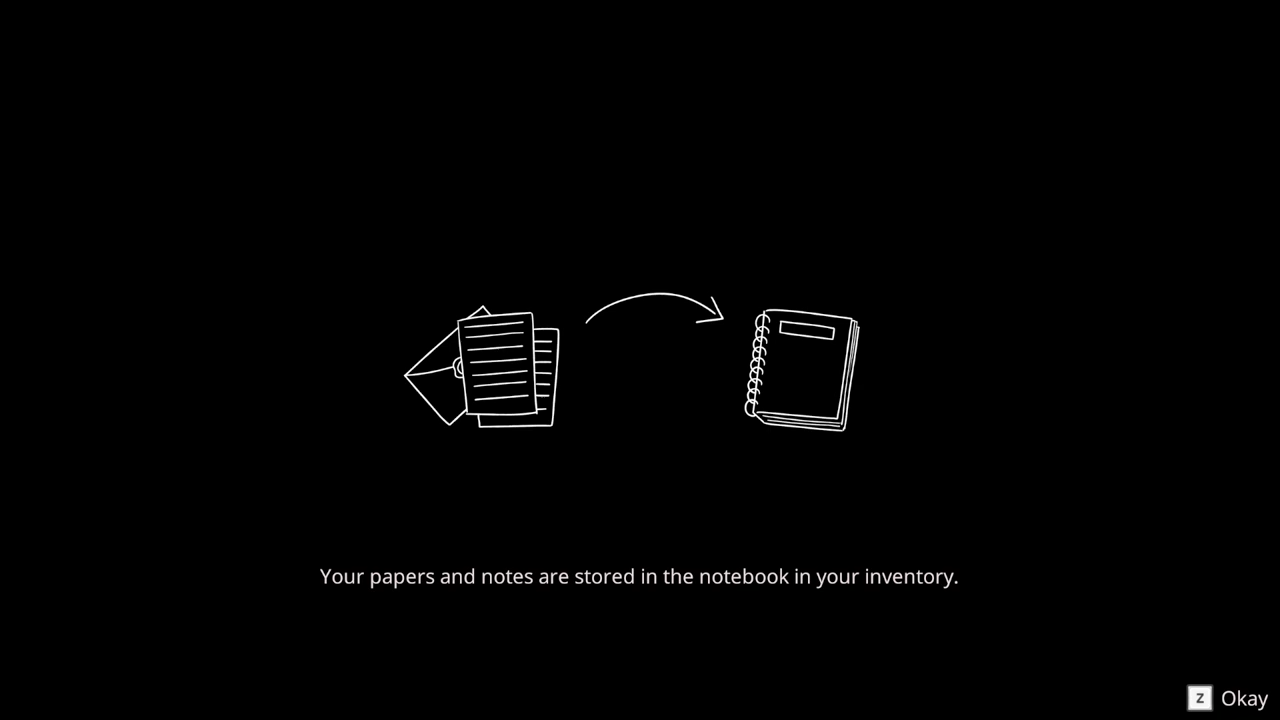 Your papers and notes are stored in the notebook in your inventory.
Z Okay